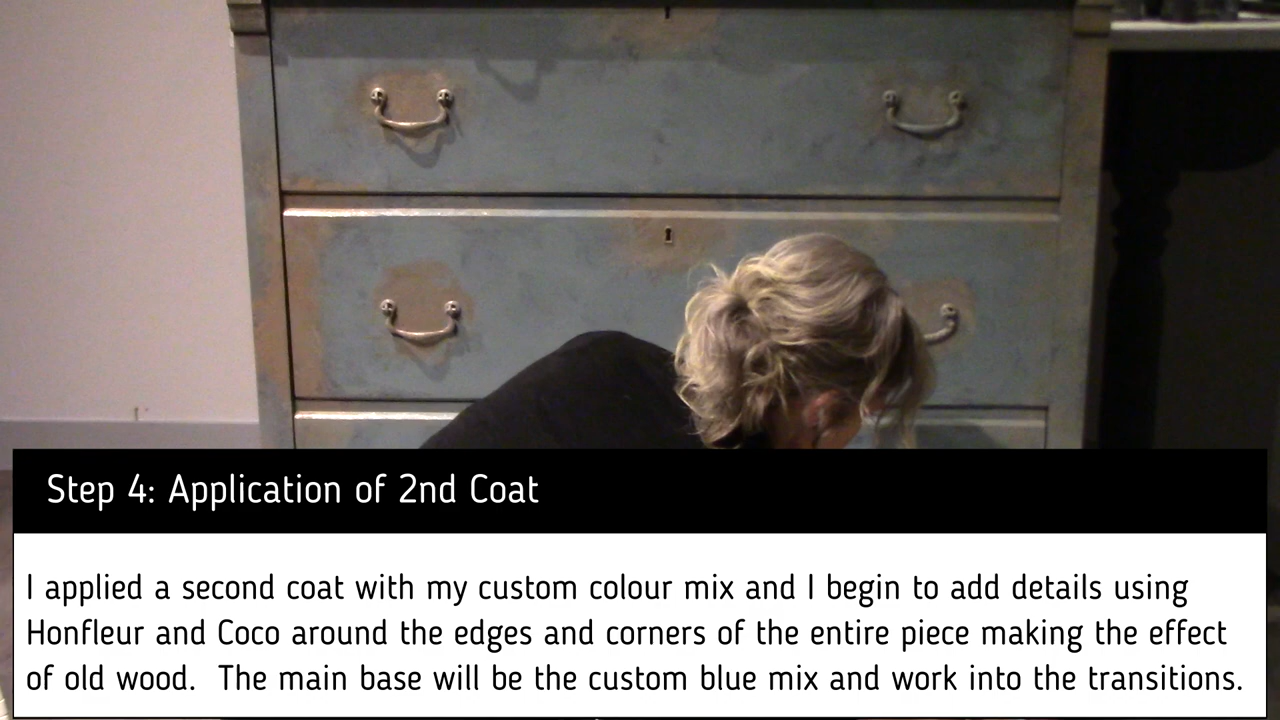 Step 4: Application of 2nd Coat
I applied a second coat with my custom colour mix and I begin to add details using
Honfleur and Coco around the edges and corners of the entire piece making the effect
of old wood.  The main base will be the custom blue mix and work into the transitions.